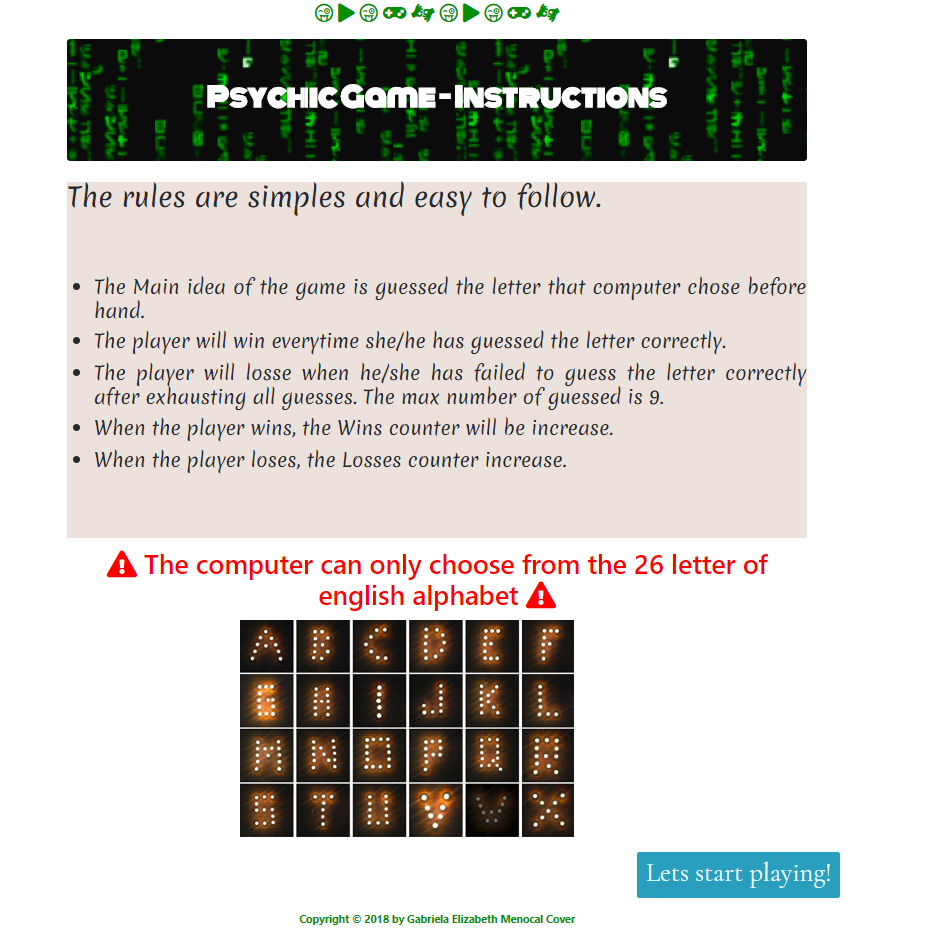 Psychic Game - Instructions
The rules are simples and easy to follow.
The Main idea of the game is guessed the letter that computer chose before
hand.
The player will win everytime she/he has guessed the letter correctly.
The player will losse when he/she has failed to guess the letter correctly
after exhausting all guesses. The max number of guessed is 9.
When the player wins, the Wins counter will be increase.
When the player loses, the Losses counter increase.
The computer can only choose from the 26 letter of
english alphabet
A B C D E F
G H I J K L
M N O P Q R
S T U V W X
Lets start playing!
Copyright © 2018 by Gabriela Elizabeth Menocal Cover